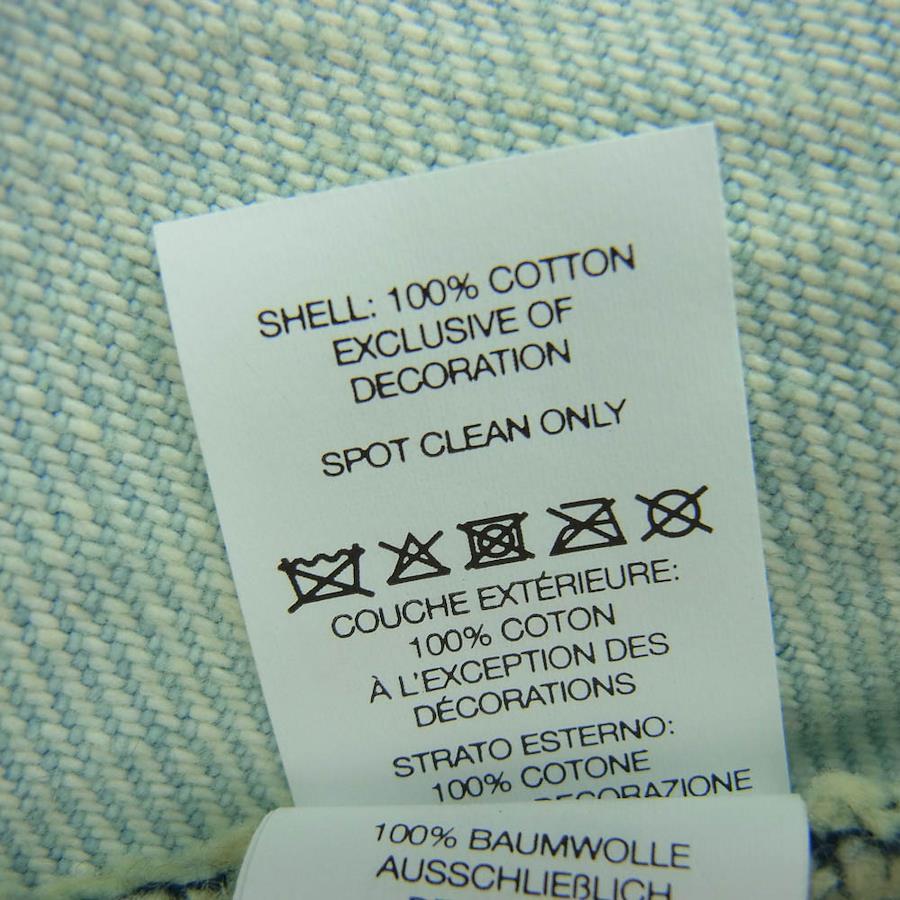 SHELL: 100% COTTON
EXCLUSIVE OF
DECORATION
SPOT CLEAN ONLY
COUCHE EXTÉRIEURE:
100% COTON
À L'EXCEPTION DES
DÉCORATIONS
STRATO ESTERNO:
100% COTONE
DECORAZIONE
100% BAUMWOLLE
AUSSCHLIEßLICH